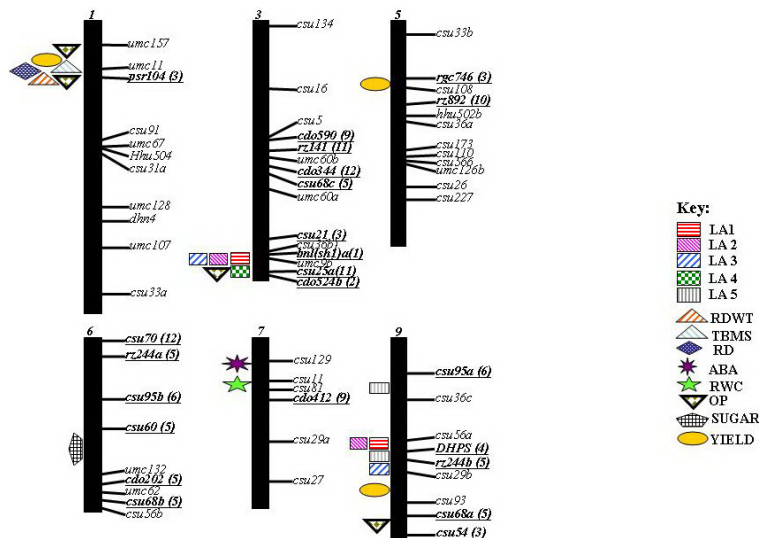 1
umc157
umc11
psr104 (3)
csu91
umc67
Hhu504
csu31a
umc128
dhn4
umc107
csu33a
3
csu134
csu16
csu5
cdo590 (9)
rz141 (11)
umc60b
cdo344 (12)
csu68c (5)
umc60a
csu21 (3)
csu36b1
bnl(sh1)a(1)
umc9b
csu25a(11)
cdo524b (2)
5
csu33b
rgc746 (3)
csu108
rz892 (10)
hhu502b
csu36a
csu173
csu110
csu566
umc126b
csu26
csu227
6
csu70 (12)
rz244a (5)
csu95b (6)
csu60 (5)
umc132
cdo202 (5)
umc62
csu68b (5)
csu56b
7
csu129
csu11
csu81
cdo412 (9)
csu29a
csu27
9
csu95a (6)
csu36c
csu56a
DHPS (4)
rz244b (5)
csu29b
csu93
csu68a (5)
csu54 (3)
Key:
LA1
LA 2
LA 3
LA 4
LA 5
RDWT
TBMS
RD
ABA
RWC
OP
SUGAR
YIELD